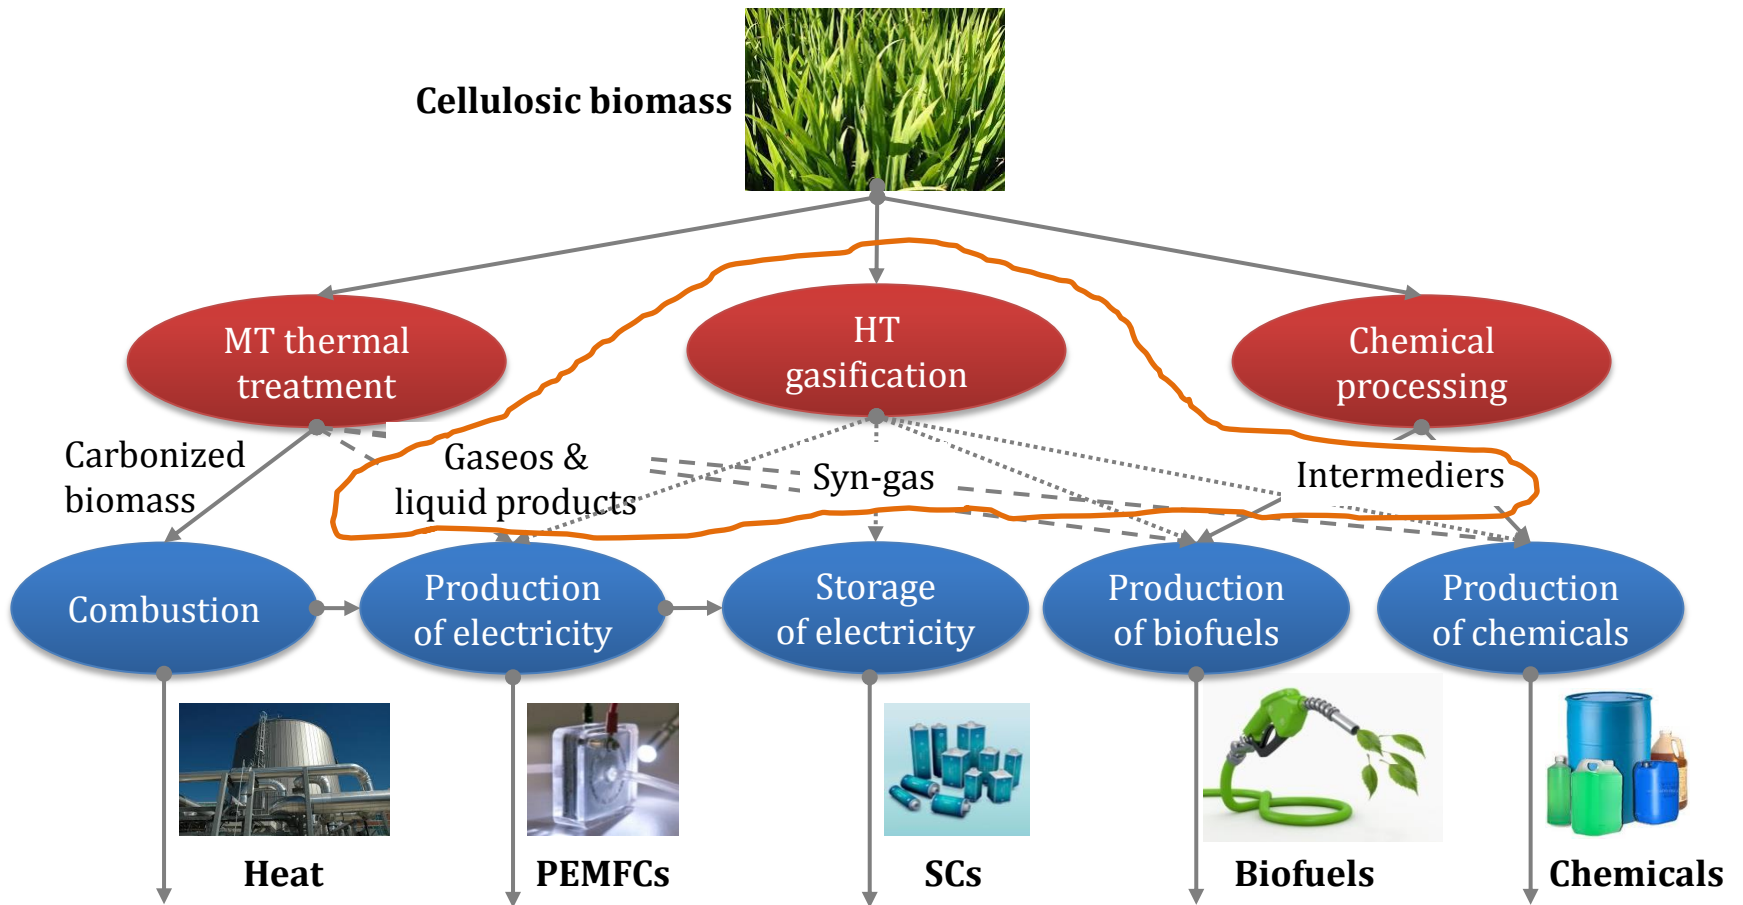 Cellulosic biomass
MT thermal
treatment
HT
gasification
Chemical
processing
Carbonized
biomass
Gaseos &
liquid products
Syn-gas
Intermediers
Combustion
Production
of electricity
Storage
of electricity
Production
of biofuels
Production
of chemicals
Heat
PEMFCs
SCs
Biofuels
Chemicals